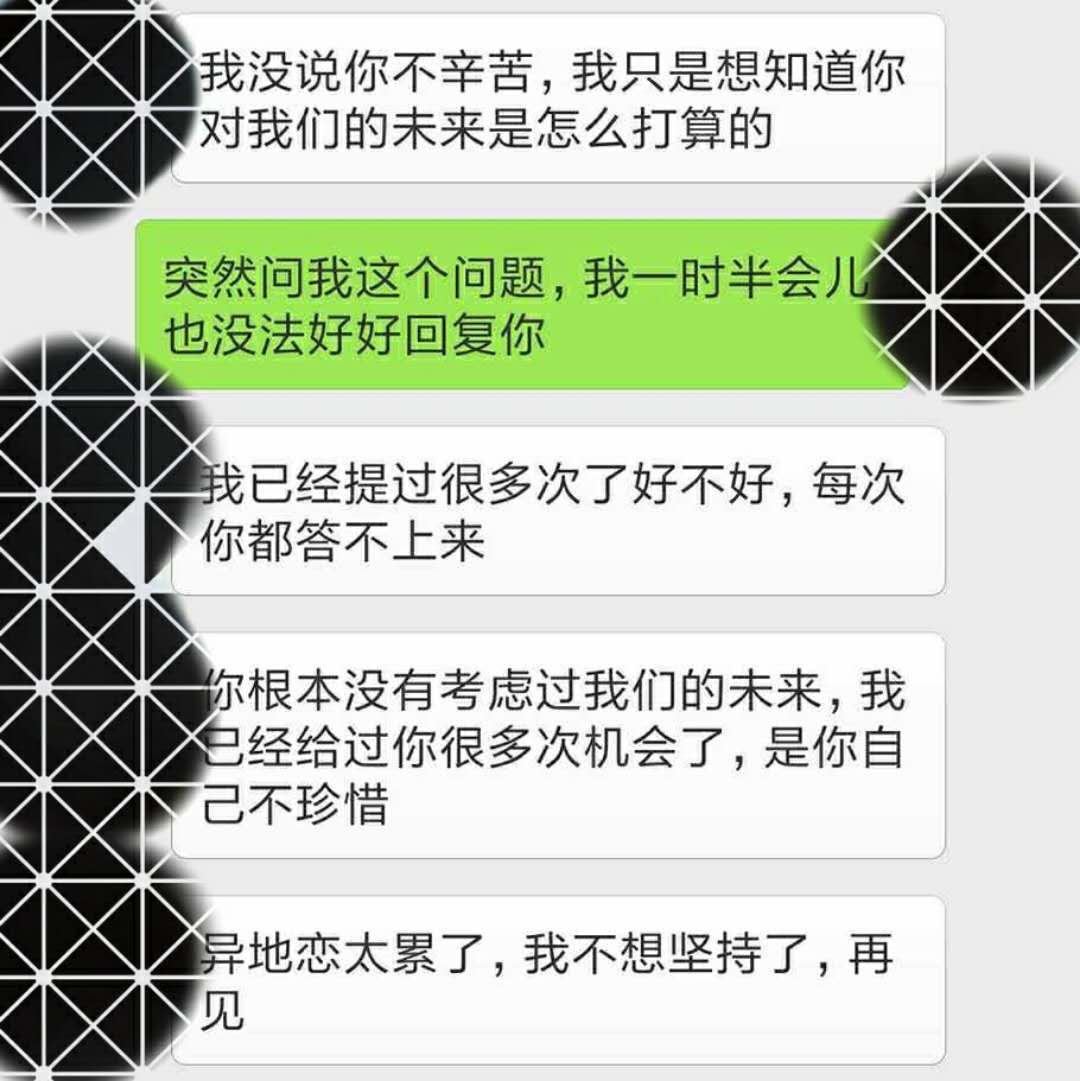 我没说你不辛苦，我只是想知道你
对我们的未来是怎么打算的
突然问我这个问题，我一时半会儿
也没法好好回复你
我已经提过很多次了好不好，每次
你都答不上来
你根本没有考虑过我们的未来，我
已经给过你很多次机会了，是你自
己不珍惜
异地恋太累了，我不想坚持了，再
见